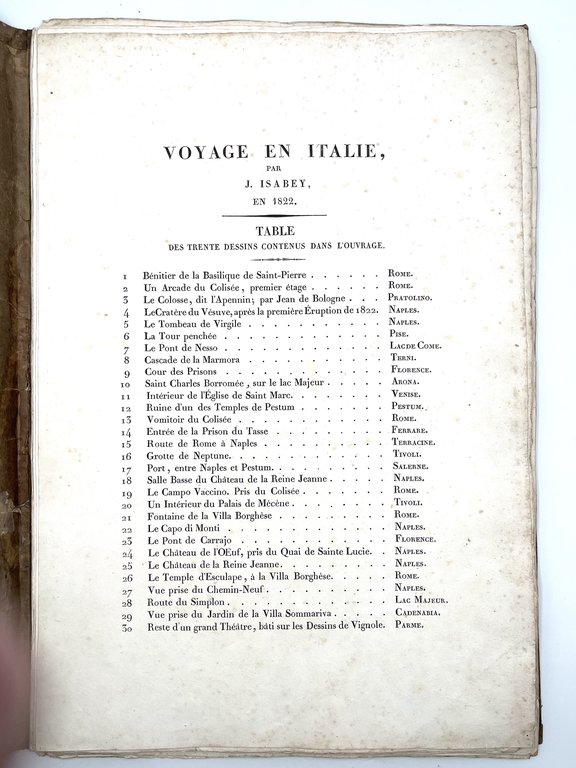 VOYAGE EN ITALIE,
PAR
J. ISABEY,
EN 1822.
TABLE
DES TRENTE DESSINS CONTENUS DANS L'OUVRAGE.
1 Bénitier de la Basilique de Saint-Pierre . . . . . . ROME.
2 Un Arcade du Colisée, premier étage . . . . . . ROME.
3 Le Colosse, dit l'Apennin; par Jean de Bologne . . . PRATOLINO.
4 Le Cratère du Vésuve, après la première Éruption de 1822. NAPLES.
5 Le Tombeau de Virgile . . . . . . . . . . . NAPLES.
6 La Tour penchée . . . . . . . . . . . . . PISE.
7 Le Pont de Nesso . . . . . . . . . . . . . LAC DE COME.
8 Cascade de la Marmora . . . . . . . . . . . TERNI.
9 Cour des Prisons . . . . . . . . . . . . . FLORENCE.
10 Saint Charles Borromée, sur le lac Majeur . . . . . ARONA.
11 Intérieur de l'Église de Saint Marc. . . . . . . . VENISE.
12 Ruine d'un des Temples de Pestum . . . . . . . PESTUM.
13 Vomitoir du Colisée . . . . . . . . . . . . ROME.
14 Entrée de la Prison du Tasse . . . . . . . . . FERRARE.
15 Route de Rome à Naples . . . . . . . . . . TERRACINE.
16 Grotte de Neptune. . . . . . . . . . . . . TIVOLI.
17 Port, entre Naples et Pestum. . . . . . . . . . SALERNE.
18 Salle Basse du Château de la Reine Jeanne . . . . . NAPLES.
19 Le Campo Vaccino. Pris du Colisée . . . . . . . ROME.
20 Un Intérieur du Palais de Mécène . . . . . . . . TIVOLI.
21 Fontaine de la Villa Borghèse . . . . . . . . . ROME.
22 Le Capo di Monti . . . . . . . . . . . . . NAPLES.
23 Le Pont de Carrajo . . . . . . . . . . . . FLORENCE.
24 Le Château de l'OEuf, pris du Quai de Sainte Lucie. . NAPLES.
25 Le Château de la Reine Jeanne. . . . . . . . . NAPLES.
26 Le Temple d'Esculape, à la Villa Borghèse. . . . . . ROME.
27 Vue prise du Chemin-Neuf . . . . . . . . . . NAPLES.
28 Route du Simplon . . . . . . . . . . . . . LAC MAJEUR.
29 Vue prise du Jardin de la Villa Sommariva . . . . . CADENABIA.
30 Reste d'un grand Théâtre, bâti sur les Dessins de Vignole. PARME.